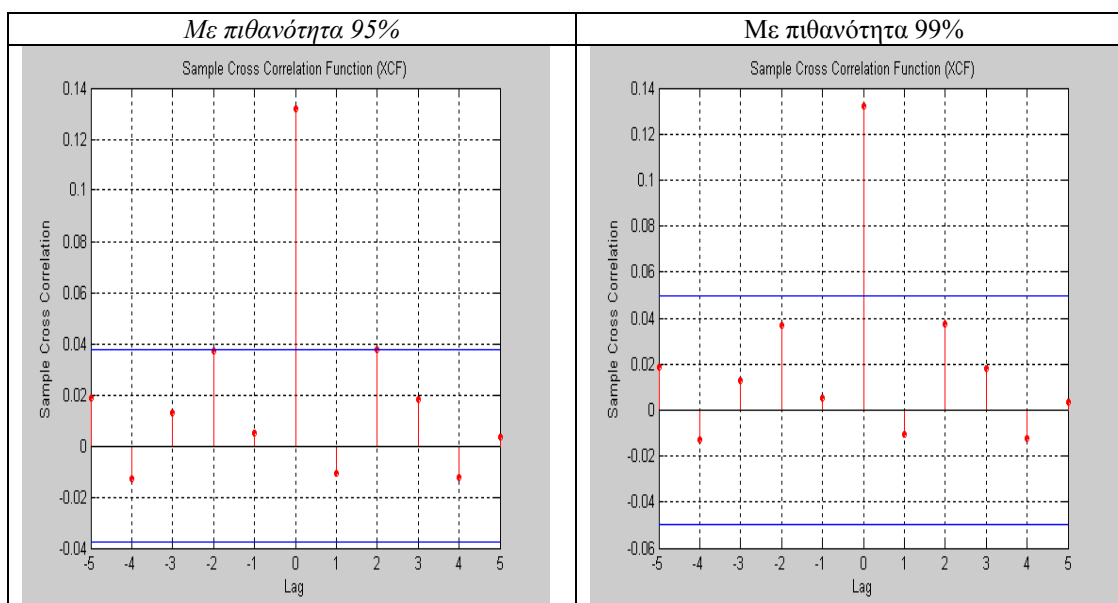 Με πιθανότητα 95%
Με πιθανότητα 99%
Sample Cross Correlation Function (XCF)
0.14
0.12
0.1
0.08
0.06
0.04
0.02
0
-0.02
-0.04
Sample Cross Correlation
-5 -4 -3 -2 -1 0 1 2 3 4 5
Lag
Sample Cross Correlation Function (XCF)
0.14
0.12
0.1
0.08
0.06
0.04
0.02
0
-0.02
-0.04
-0.06
Sample Cross Correlation
-5 -4 -3 -2 -1 0 1 2 3 4 5
Lag